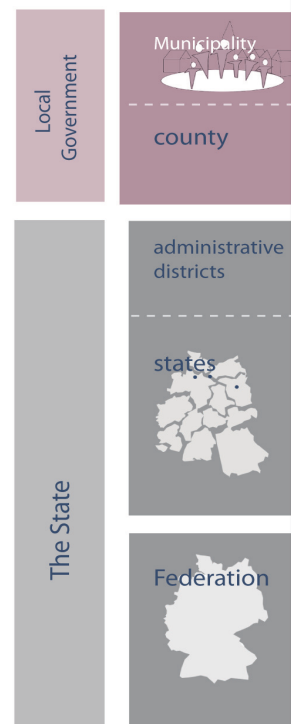 Local
Government
Municipality
county
The State
administrative
districts
states
Federation